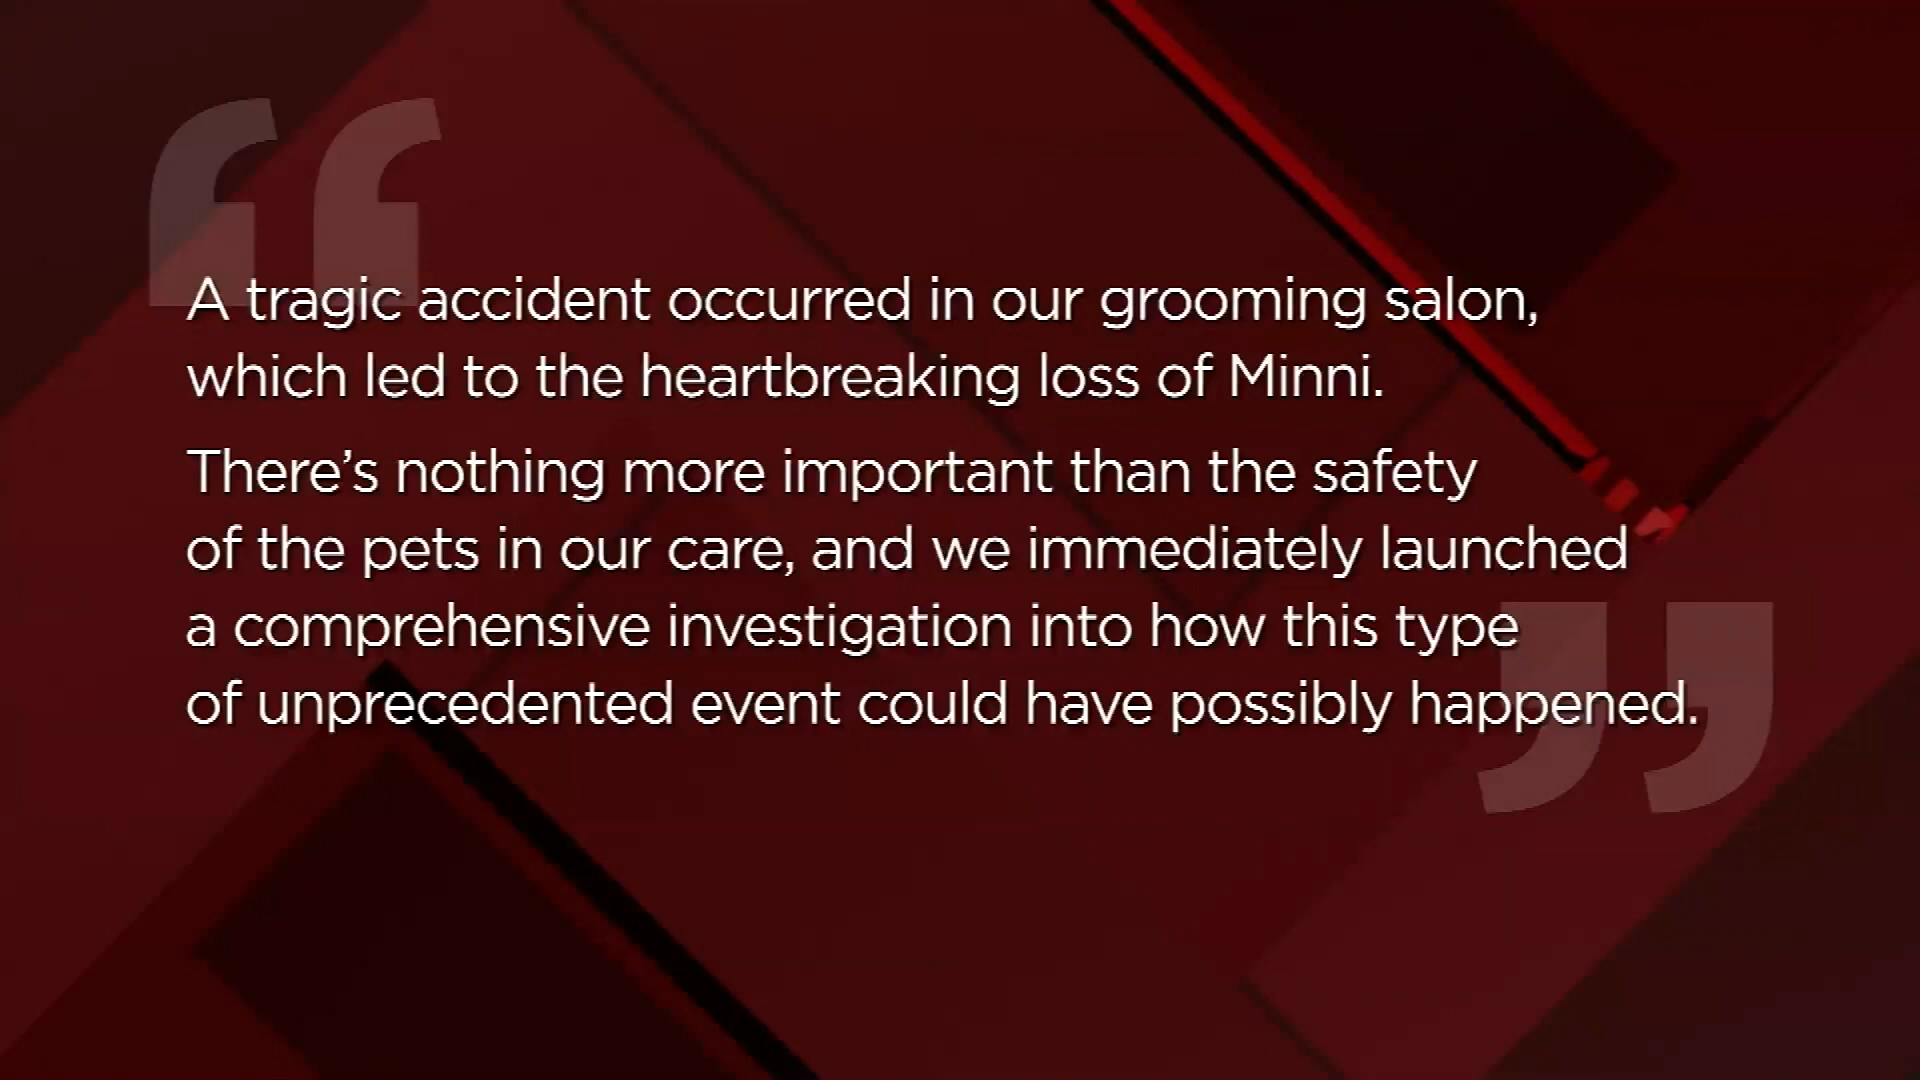 A tragic accident occurred in our grooming salon,
which led to the heartbreaking loss of Minni.
There’s nothing more important than the safety
of the pets in our care, and we immediately launched
a comprehensive investigation into how this type
of unprecedented event could have possibly happened.